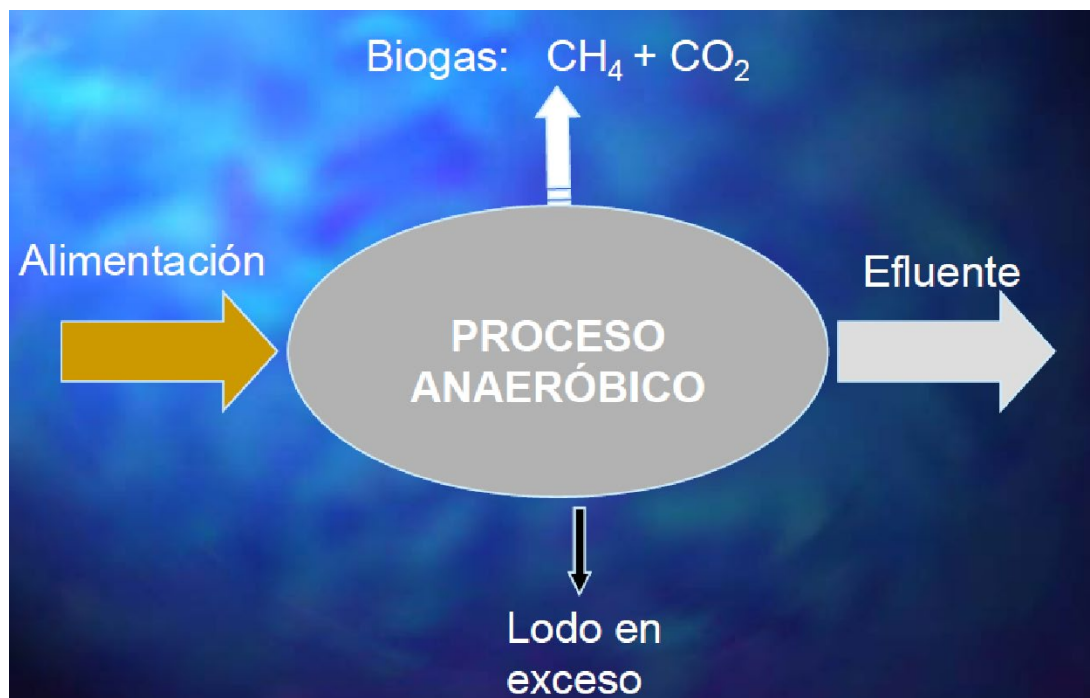 Biogas: CH₄ + CO₂
Alimentación
Efluente
PROCESO
ANAERÓBICO
Lodo en
exceso